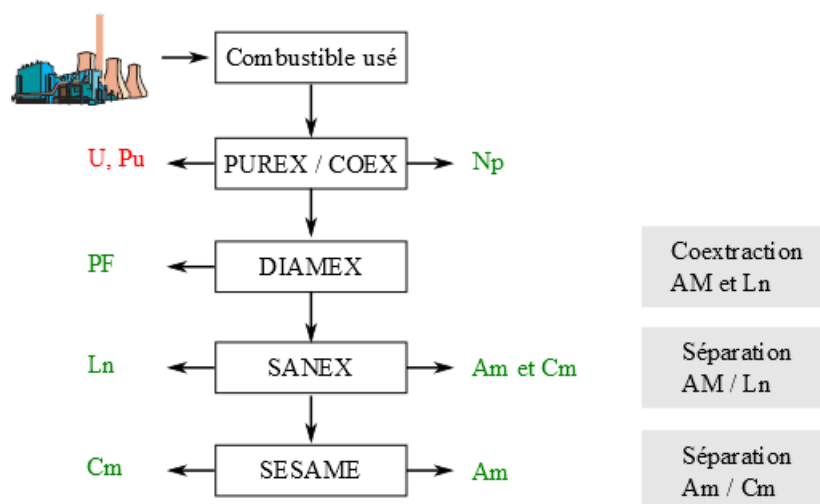 Combustible usé
U, Pu
PUREX / COEX
Np
PF
DIAMEX
Coextraction
AM et Ln
Ln
SANEX
Am et Cm
Séparation
AM / Ln
Cm
SESAME
Am
Séparation
Am / Cm